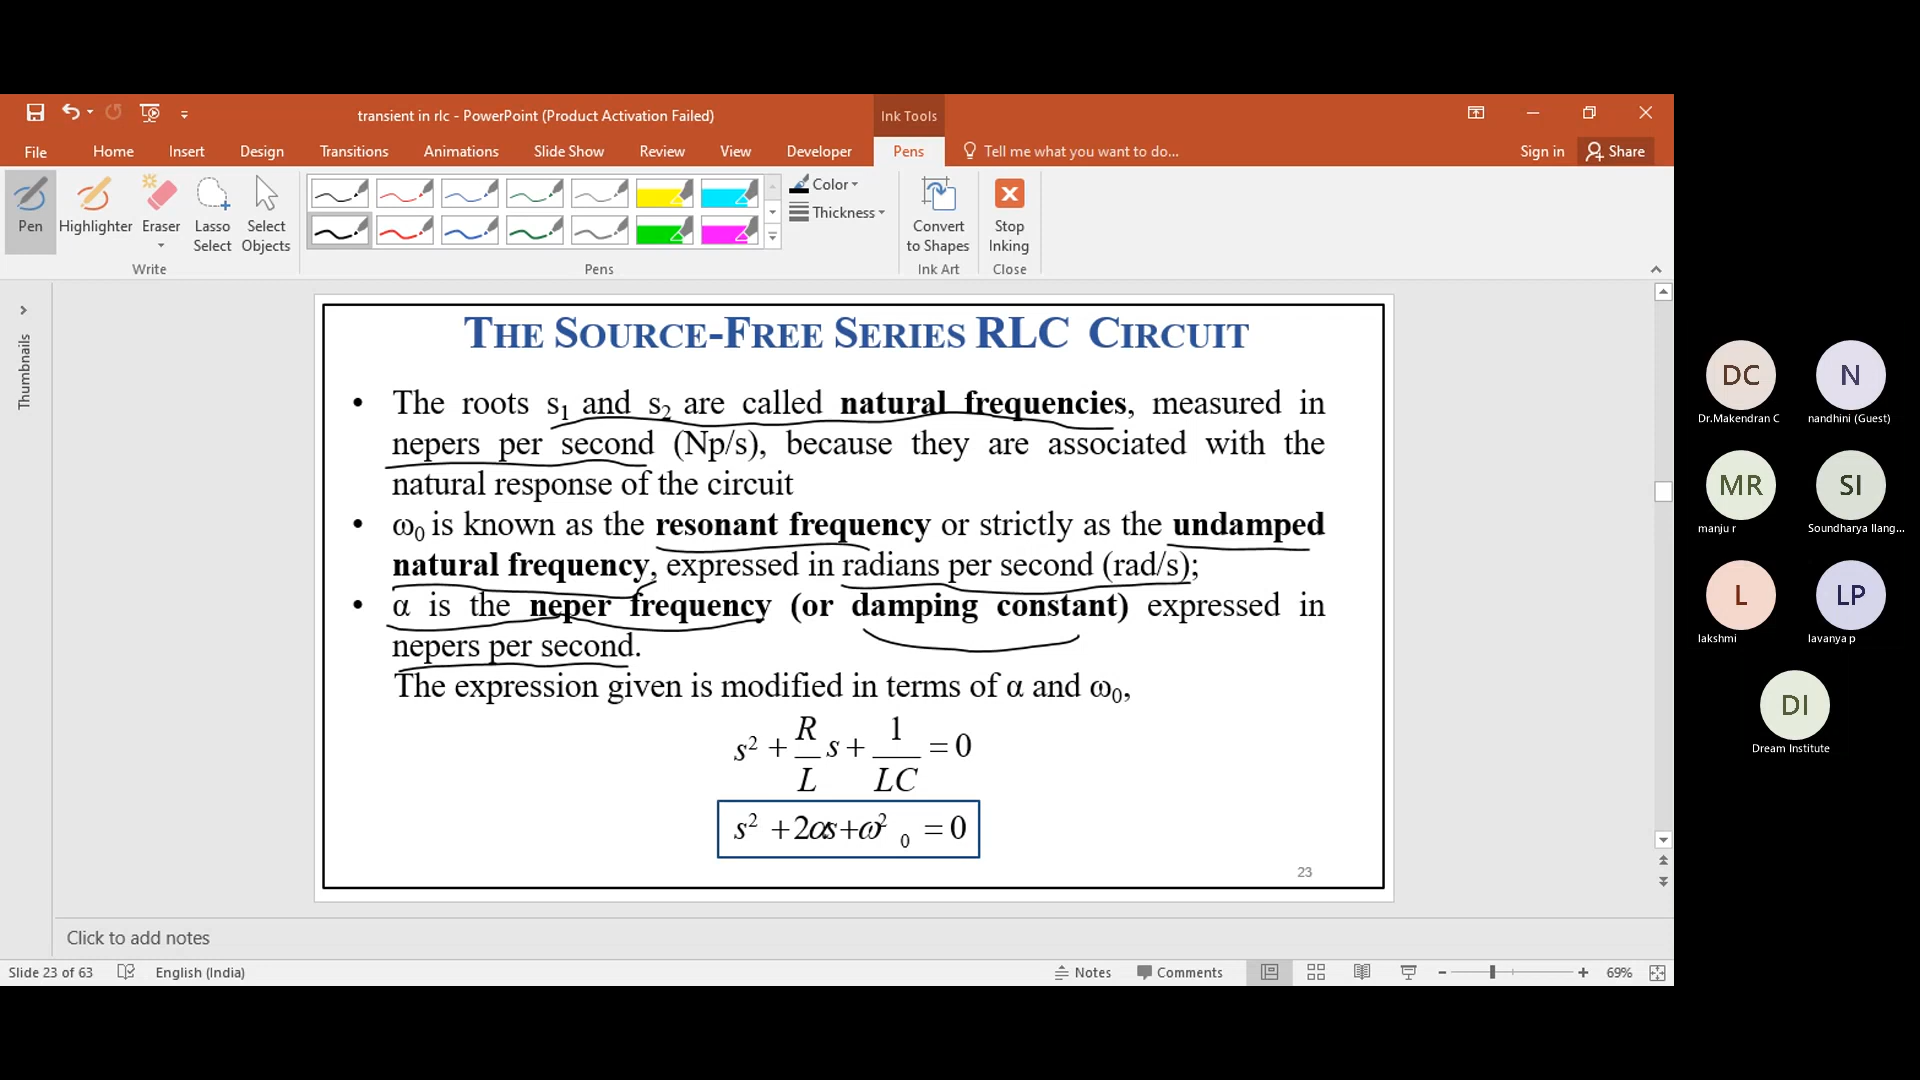 transient in rlc - PowerPoint (Product Activation Failed)
Ink Tools
File Home Insert Design Transitions Animations Slide Show Review View Developer Pens Tell me what you want to do... Sign in Share
Pen Highlighter Eraser Lasso Select Select Objects
Write
Pens
Color
Thickness
Convert to Shapes
Ink Art
Stop Inking
Close
Thumbnails
THE SOURCE-FREE SERIES RLC CIRCUIT
• The roots s1 and s2 are called natural frequencies, measured in
nepers per second (Np/s), because they are associated with the
natural response of the circuit
• ω0 is known as the resonant frequency or strictly as the undamped
natural frequency, expressed in radians per second (rad/s);
• α is the neper frequency (or damping constant) expressed in
nepers per second.
The expression given is modified in terms of α and ω0,
s² + R/L s + 1/LC = 0
s² + 2αs + ω²0 = 0
23
Click to add notes
Slide 23 of 63 English (India) Notes Comments 69%
DC
Dr.Makendran C
N
nandhini (Guest)
MR
manju r
SI
Soundharya Ilang...
L
lakshmi
LP
lavanya p
DI
Dream Institute